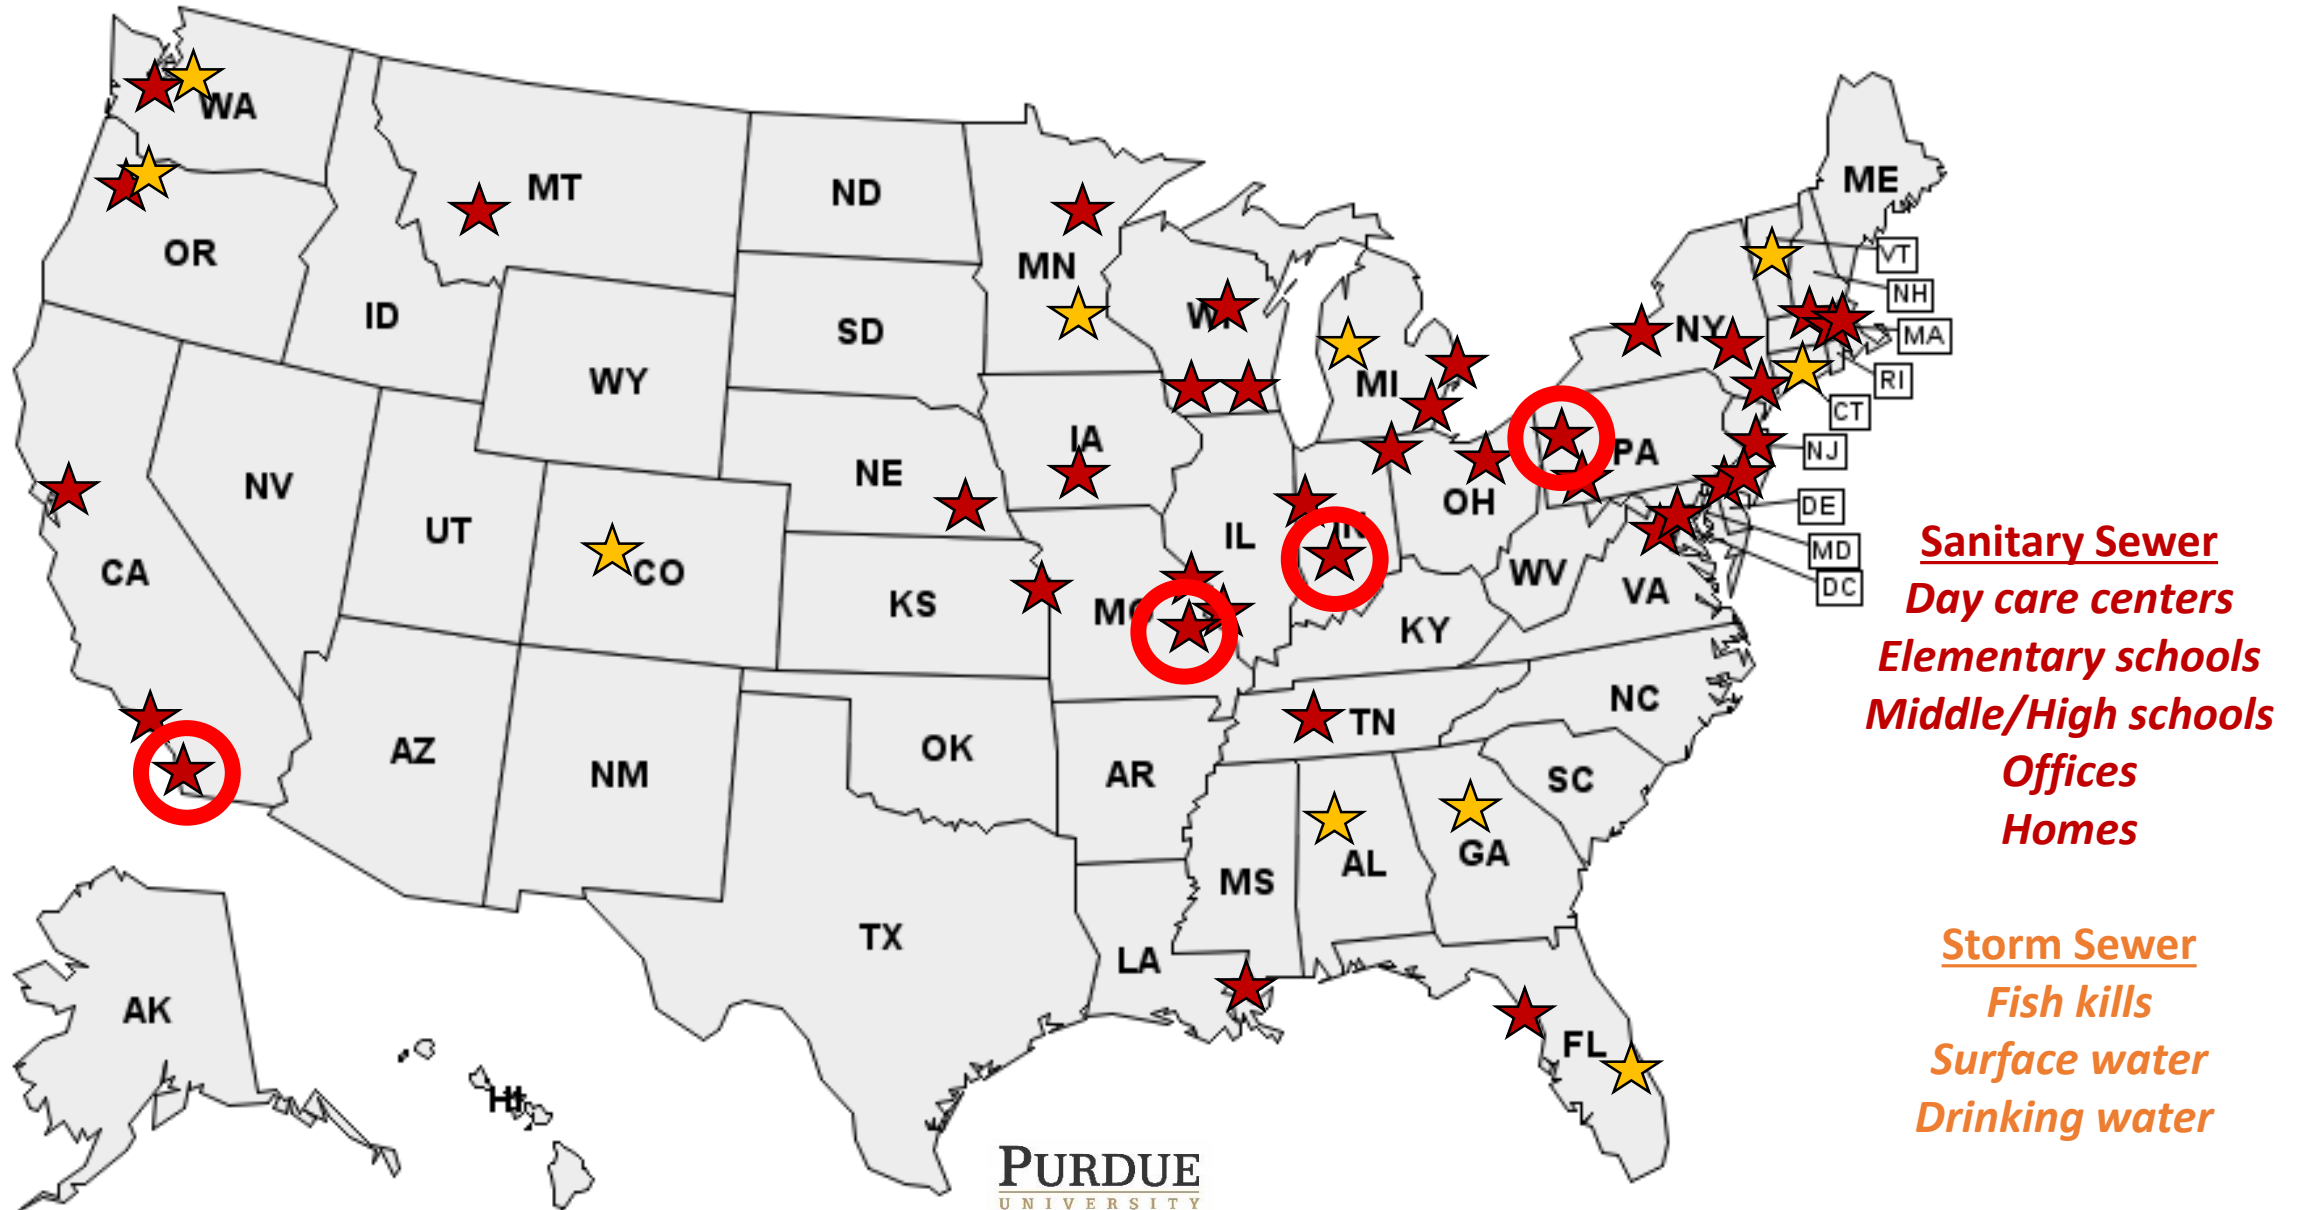 WA
ME
MT
ND
OR
MN
VT
NH
ID
SD
WI
NY
MA
WY
MI
RI
CT
IA
PA
NJ
NE
NV
OH
DE
UT
IL
IN
MD
CA
CO
WV
DC
KS
MO
VA
KY
NC
TN
AZ
OK
NM
AR
SC
MS
AL
GA
TX
LA
AK
FL
HI
Sanitary Sewer
Day care centers
Elementary schools
Middle/High schools
Offices
Homes
Storm Sewer
Fish kills
Surface water
Drinking water
PURDUE
UNIVERSITY